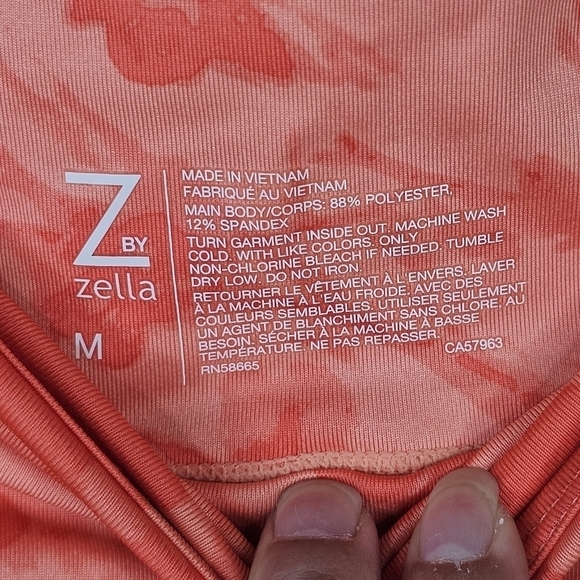 Z BY
zella
M
MADE IN VIETNAM
FABRIQUÉ AU VIETNAM
MAIN BODY/CORPS: 88% POLYESTER,
12% SPANDEX
TURN GARMENT INSIDE OUT. MACHINE WASH
COLD. WITH LIKE COLORS. ONLY
NON-CHLORINE BLEACH IF NEEDED. TUMBLE
DRY LOW. DO NOT IRON.
RETOURNER LE VÊTEMENT À L'ENVERS. LAVER
À LA MACHINE À L'EAU FROIDE. AVEC DES
COULEURS SEMBLABLES. UTILISER SEULEMENT
UN AGENT DE BLANCHIMENT SANS CHLORE, AU
BESOIN. SÉCHER À LA MACHINE À BASSE
TEMPÉRATURE. NE PAS REPASSER.
RN58665 CA57963